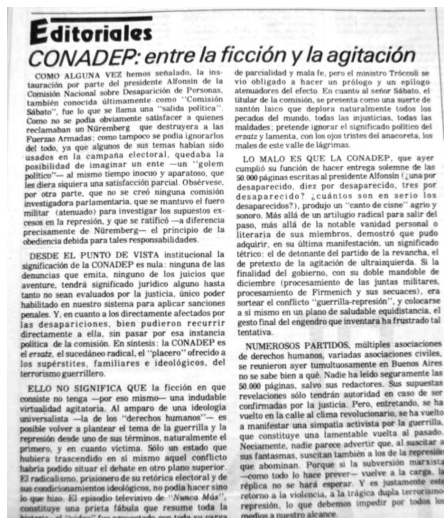 Editoriales
CONADEP: entre la ficción y la agitación
COMO ALGUNA VEZ hemos señalado, la ins-
tauración por parte del presidente Alfonsín de la
Comisión Nacional sobre Desaparición de Personas,
también conocida últimamente como "Comisión
Sábato", fue lo que se llama una "salida política".
Como no se podía obviamente satisfacer a quienes
reclamaban un Nüremberg que destruyera a las
Fuerzas Armadas; como tampoco se podía ignorarlos
del todo, ya que algunos de sus temas habían sido
usados en la campaña electoral, quedaba la
posibilidad de imaginar un ente —un "golem
político"— al mismo tiempo inocuo y aparatoso, que
les diera siquiera una satisfacción parcial. Obsérvese,
por otra parte, que no se creó ninguna comisión
investigadora parlamentaria, que se mantuvo el fuero
militar (atenuado) para investigar los supuestos ex-
cesos en la represión, y que se ratificó —a diferencia
precisamente de Nüremberg— el principio de la
obediencia debida para tales responsabilidades.
DESDE EL PUNTO DE VISTA institucional la
significación de la CONADEP es nula: ninguna de las
denuncias que emita, ninguno de los juicios que
aventure, tendrá significado jurídico alguno hasta
tanto no sean evaluados por la justicia, único poder
habilitado en nuestro sistema para aplicar sanciones
penales. Y, en cuanto a los directamente afectados por
las desapariciones, bien pudieron recurrir
directamente a ella, sin pasar por esa instancia
política de la comisión. En síntesis: la CONADEP es
el ersatz, el sucedáneo radical, el "placero" ofrecido a
los supérstites, familiares e ideológicos, del
terrorismo guerrillero.
ELLO NO SIGNIFICA QUE la ficción en que
consiste no tenga —por eso mismo— una indudable
virtualidad agitatoria. Al amparo de una ideología
universalista —la de los "derechos humanos"— es
posible volver a plantear el tema de la guerrilla y la
represión desde uno de sus términos, naturalmente el
primero, y en cuanto víctima. Sólo un estado que
hubiera trascendido en sí mismo aquel conflicto
habría podido situar el debate en otro plano superior.
El radicalismo, prisionero de su retórica electoral y de
sus condicionamientos ideológicos, no podía hacer sino
lo que hizo. El episodio televisivo de "Nunca Más",
constituye una prieta fábula que resume toda la
de parcialidad y mala fe, pero el ministro Tróccoli se
vio obligado a hacer un prólogo y un epílogo
atenuadores del efecto. En cuanto al señor Sábato, el
titular de la comisión, se presenta como una suerte de
santón laico que deplora naturalmente todos los
pecados del mundo, todas las injusticias, todas las
maldades; pretende ignorar el significado político del
ersatz y lamenta, con los ojos tristes del anacoreta, los
males de este valle de lágrimas.
LO MALO ES QUE LA CONADEP, que ayer
cumplió su función de hacer entrega solemne de las
50.000 páginas escritas al presidente Alfonsín (¿una por
desaparecido, diez por desaparecido, tres por
desaparecido? ¿cuántos son en serio los
desaparecidos?), produjo un "canto de cisne" agrio y
sonoro. Más allá de un artilugio radical para salir del
paso, más allá de la notable vanidad personal o
literaria de sus miembros, demostró que pudo
adquirir, en su última manifestación, un significado
tétrico: el de detonante del partido de la revancha, el
de pretexto de la agitación de ultraizquierda. Si la
finalidad del gobierno, con su doble mandoble de
diciembre (procesamiento de las juntas militares,
procesamiento de Firmenich y sus secuaces), era
sortear el conflicto "guerrilla-represión", y colocarse
a sí mismo en un plano de saludable equidistancia, el
gesto final del engendro que inventara ha frustrado tal
tentativa.
NUMEROSOS PARTIDOS, múltiples asociaciones
de derechos humanos, variadas asociaciones civiles,
se reunieron ayer tumultuosamente en Buenos Aires
no se sabe bien a qué. Nadie ha leído seguramente las
50.000 páginas, salvo sus redactores. Sus supuestas
revelaciones sólo tendrán autoridad en caso de ser
confirmadas por la justicia. Pero, entretanto, se ha
vuelto en la calle al clima revolucionario, se ha vuelto
a manifestar una simpatía activista por la guerrilla,
que constituye una lamentable vuelta al pasado.
Neciamente, nadie parece advertir que, al suscitar a
sus fantasmas, suscitan también a los de la represión
que abominan. Porque si la subversión marxista
—como todo lo hace prever— vuelve a la carga, la
réplica no se hará esperar. Y es justamente este
retorno a la violencia, a la trágica dupla terrorismo-
represión, lo que debemos impedir por todos los
medios a nuestro alcance.